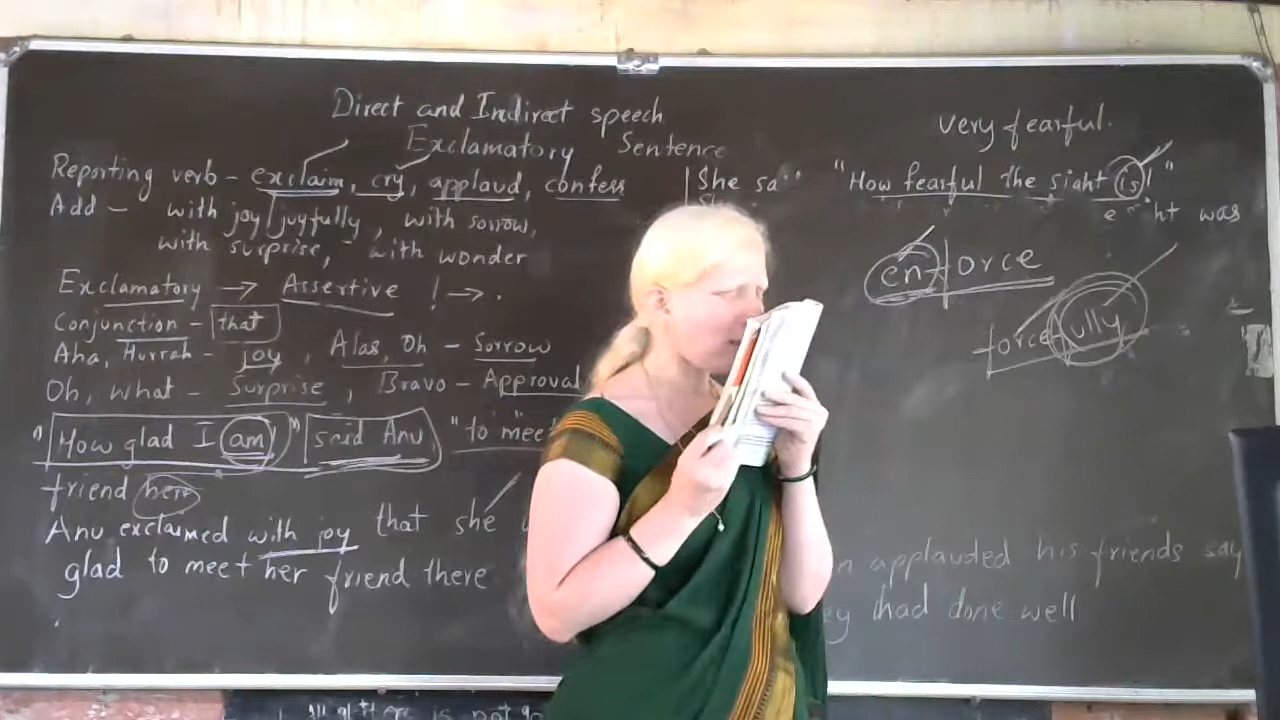 Direct and Indirect speech
Exclamatory Sentence
Reporting verb - exclaim, cry, applaud, confess
Add - with joy/joyfully, with sorrow,
with surprise, with wonder
Exclamatory → Assertive ! → .
Conjunction - that
Aha, Hurrah - joy, Alas, Oh - Sorrow
Oh, what - Surprise, Bravo - Approval
"How glad I am" said Anu "to meet
friend here
Anu exclaimed with joy that she
glad to meet her friend there
very fearful.
She "How fearful the sight is!"
was
en force
forcefully
applauded his friends say
had done well